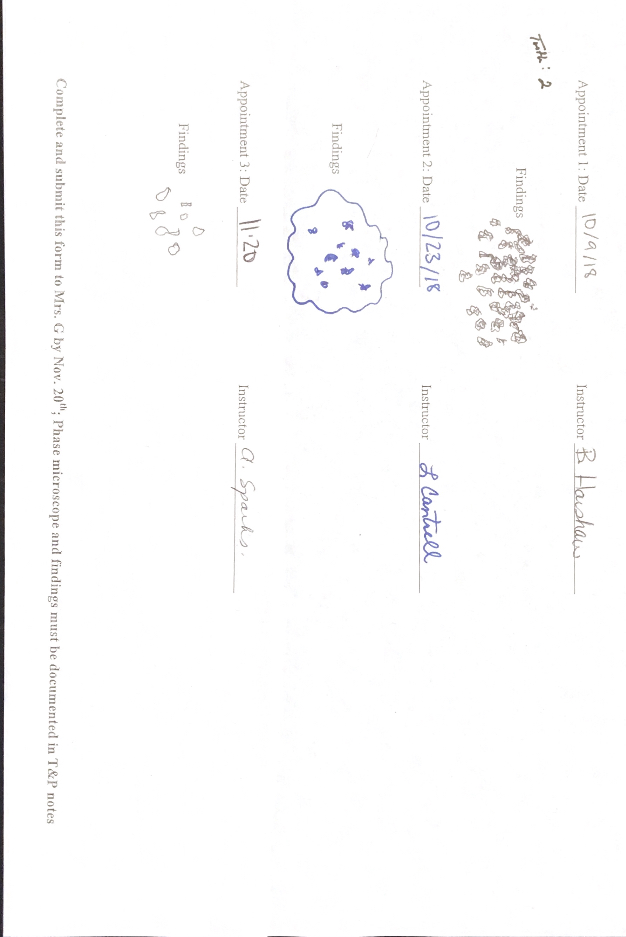 Appointment 1: Date 10/9/18 Instructor B Hawshaw
Tooth: 2
Findings
Appointment 2: Date 10/23/18 Instructor L Cantrell
Findings
Appointment 3: Date 11·20 Instructor A. Sparks.
Findings
Complete and submit this form to Mrs. G by Nov. 20th; Phase microscope and findings must be documented in T&P notes